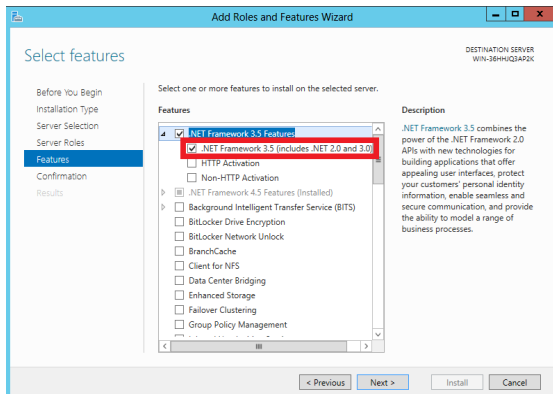 Add Roles and Features Wizard
Select features
DESTINATION SERVER
WIN-36HHJQ3AP2K
Before You Begin
Installation Type
Server Selection
Server Roles
Features
Confirmation
Results
Select one or more features to install on the selected server.
Features
.NET Framework 3.5 Features
.NET Framework 3.5 (includes .NET 2.0 and 3.0)
HTTP Activation
Non-HTTP Activation
.NET Framework 4.5 Features (Installed)
Background Intelligent Transfer Service (BITS)
BitLocker Drive Encryption
BitLocker Network Unlock
BranchCache
Client for NFS
Data Center Bridging
Enhanced Storage
Failover Clustering
Group Policy Management
Description
.NET Framework 3.5 combines the
power of the .NET Framework 2.0
APIs with new technologies for
building applications that offer
appealing user interfaces, protect
your customers' personal identity
information, enable seamless and
secure communication, and provide
the ability to model a range of
business processes.
< Previous
Next >
Install
Cancel